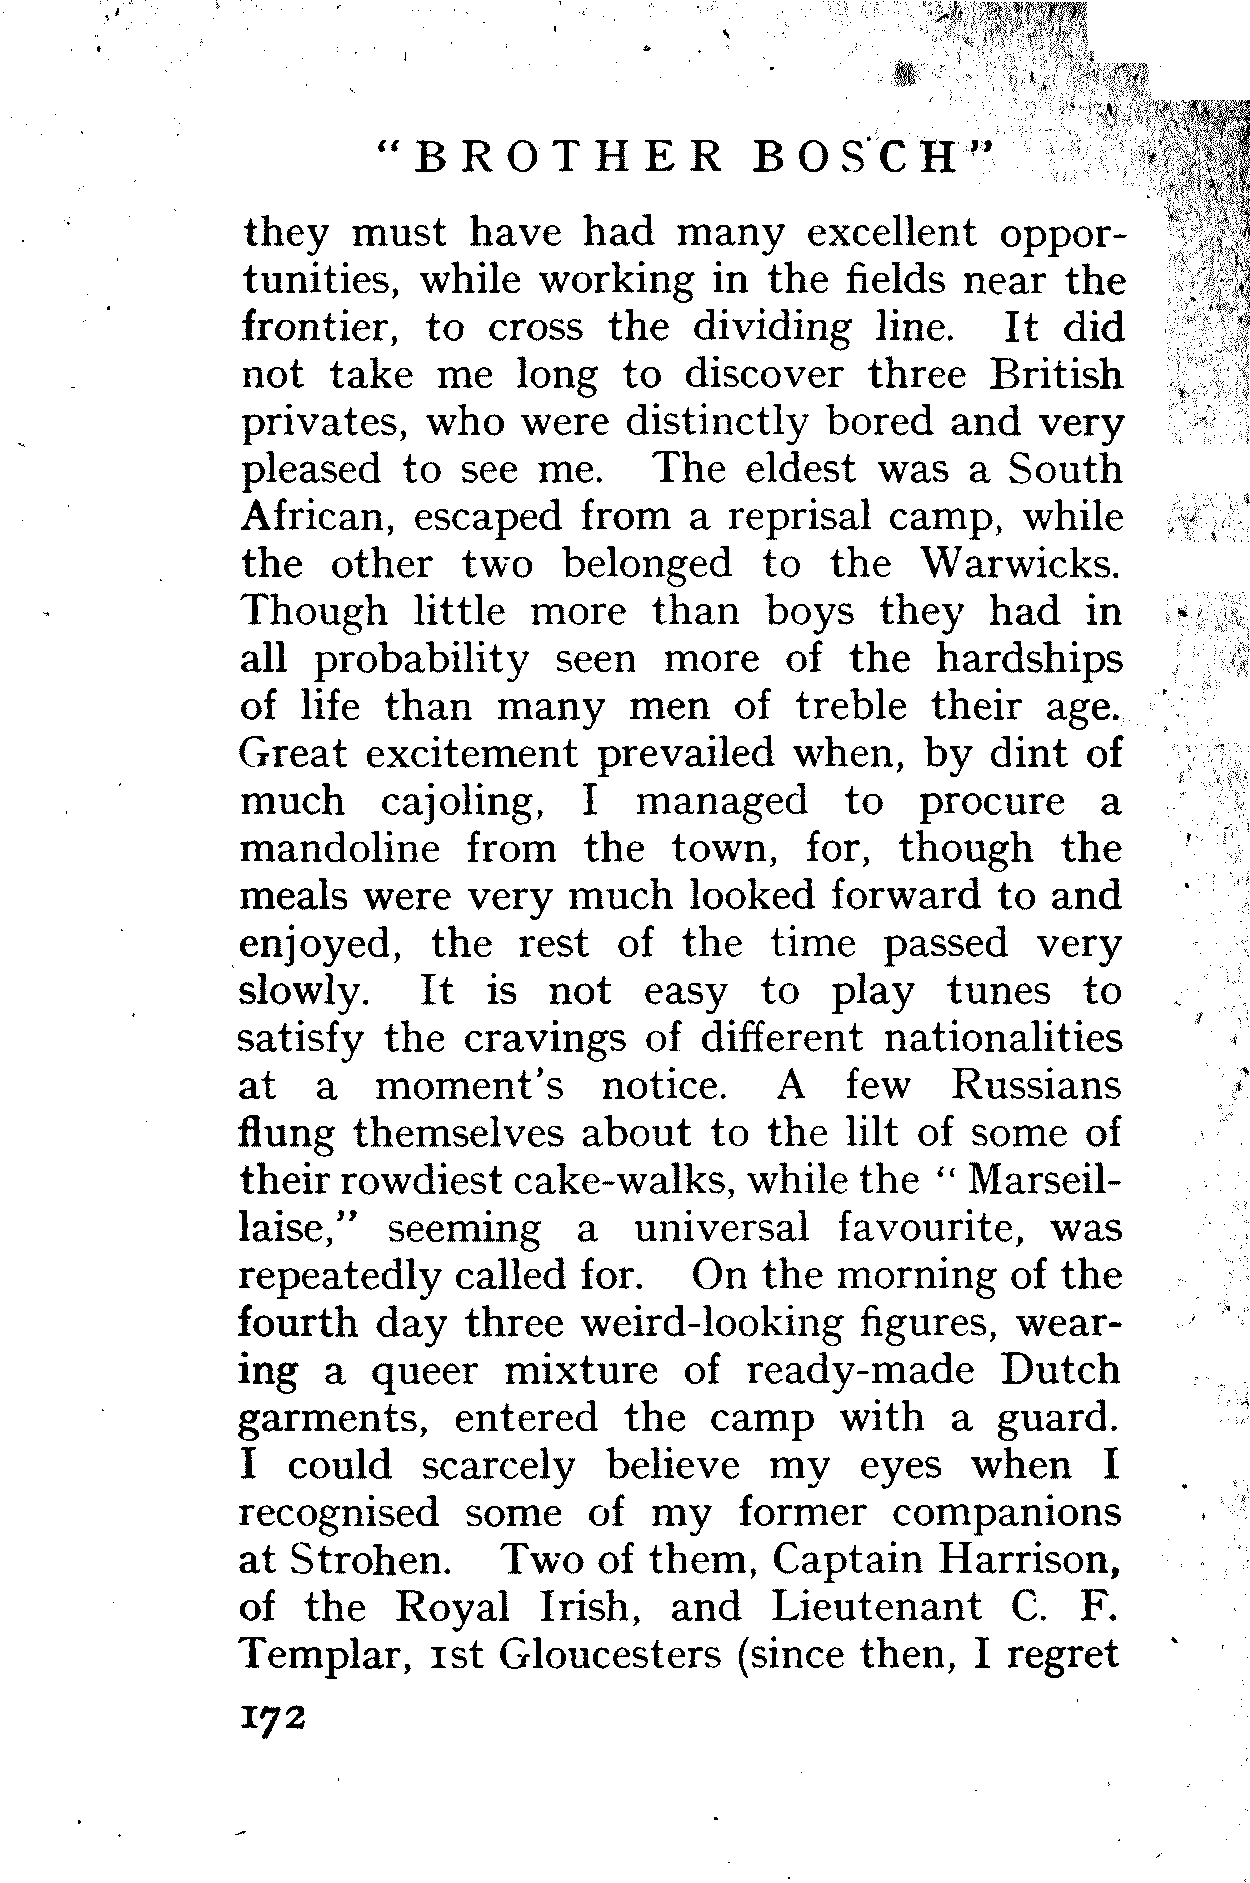 “BROTHER BOSCH”
they must have had many excellent oppor-
tunities, while working in the fields near the
frontier, to cross the dividing line. It did
not take me long to discover three British
privates, who were distinctly bored and very
pleased to see me. The eldest was a South
African, escaped from a reprisal camp, while
the other two belonged to the Warwicks.
Though little more than boys they had in
all probability seen more of the hardships
of life than many men of treble their age.
Great excitement prevailed when, by dint of
much cajoling, I managed to procure a
mandoline from the town, for, though the
meals were very much looked forward to and
enjoyed, the rest of the time passed very
slowly. It is not easy to play tunes to
satisfy the cravings of different nationalities
at a moment’s notice. A few Russians
flung themselves about to the lilt of some of
their rowdiest cake-walks, while the “ Marseil-
laise,” seeming a universal favourite, was
repeatedly called for. On the morning of the
fourth day three weird-looking figures, wear-
ing a queer mixture of ready-made Dutch
garments, entered the camp with a guard.
I could scarcely believe my eyes when I
recognised some of my former companions
at Strohen. Two of them, Captain Harrison,
of the Royal Irish, and Lieutenant C. F.
Templar, 1st Gloucesters (since then, I regret
172